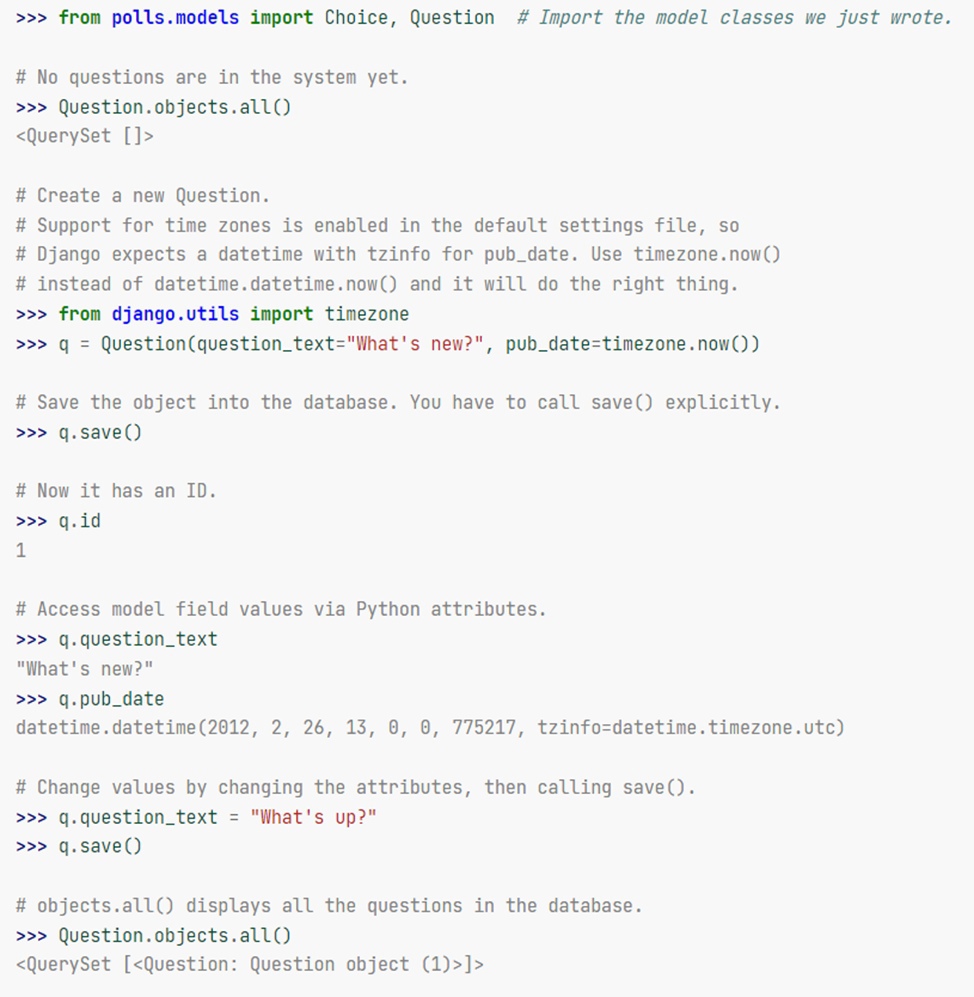 >>> from polls.models import Choice, Question  # Import the model classes we just wrote.
# No questions are in the system yet.
>>> Question.objects.all()
<QuerySet []>
# Create a new Question.
# Support for time zones is enabled in the default settings file, so
# Django expects a datetime with tzinfo for pub_date. Use timezone.now()
# instead of datetime.datetime.now() and it will do the right thing.
>>> from django.utils import timezone
>>> q = Question(question_text="What's new?", pub_date=timezone.now())
# Save the object into the database. You have to call save() explicitly.
>>> q.save()
# Now it has an ID.
>>> q.id
1
# Access model field values via Python attributes.
>>> q.question_text
"What's new?"
>>> q.pub_date
datetime.datetime(2012, 2, 26, 13, 0, 0, 775217, tzinfo=datetime.timezone.utc)
# Change values by changing the attributes, then calling save().
>>> q.question_text = "What's up?"
>>> q.save()
# objects.all() displays all the questions in the database.
>>> Question.objects.all()
<QuerySet [<Question: Question object (1)>]>